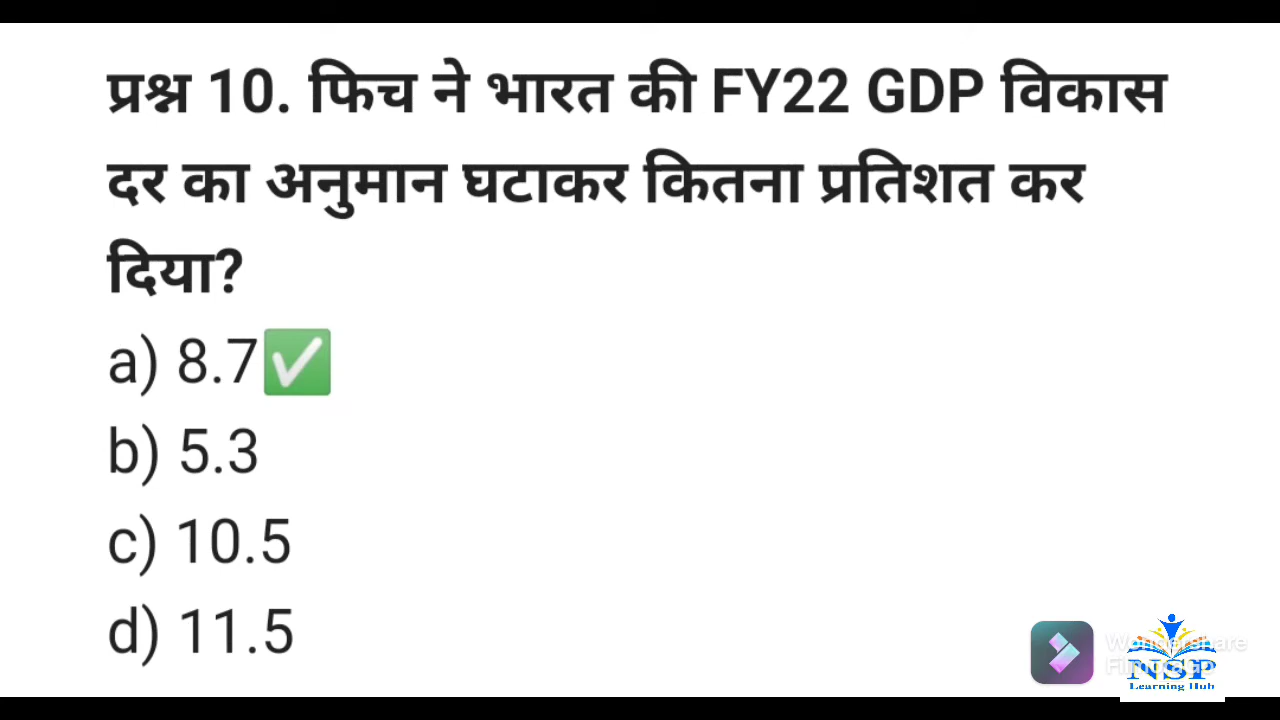 प्रश्न 10. फिच ने भारत की FY22 GDP विकास
दर का अनुमान घटाकर कितना प्रतिशत कर
दिया?
a) 8.7✅
b) 5.3
c) 10.5
d) 11.5
Wondershare
NSP
Learning Hub